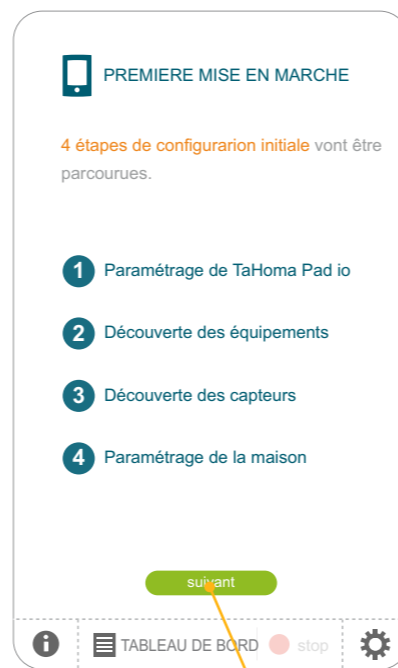 PREMIERE MISE EN MARCHE
4 étapes de configurarion initiale vont être
parcourues.
1 Paramétrage de TaHoma Pad io
2 Découverte des équipements
3 Découverte des capteurs
4 Paramétrage de la maison
suivant
i TABLEAU DE BORD stop